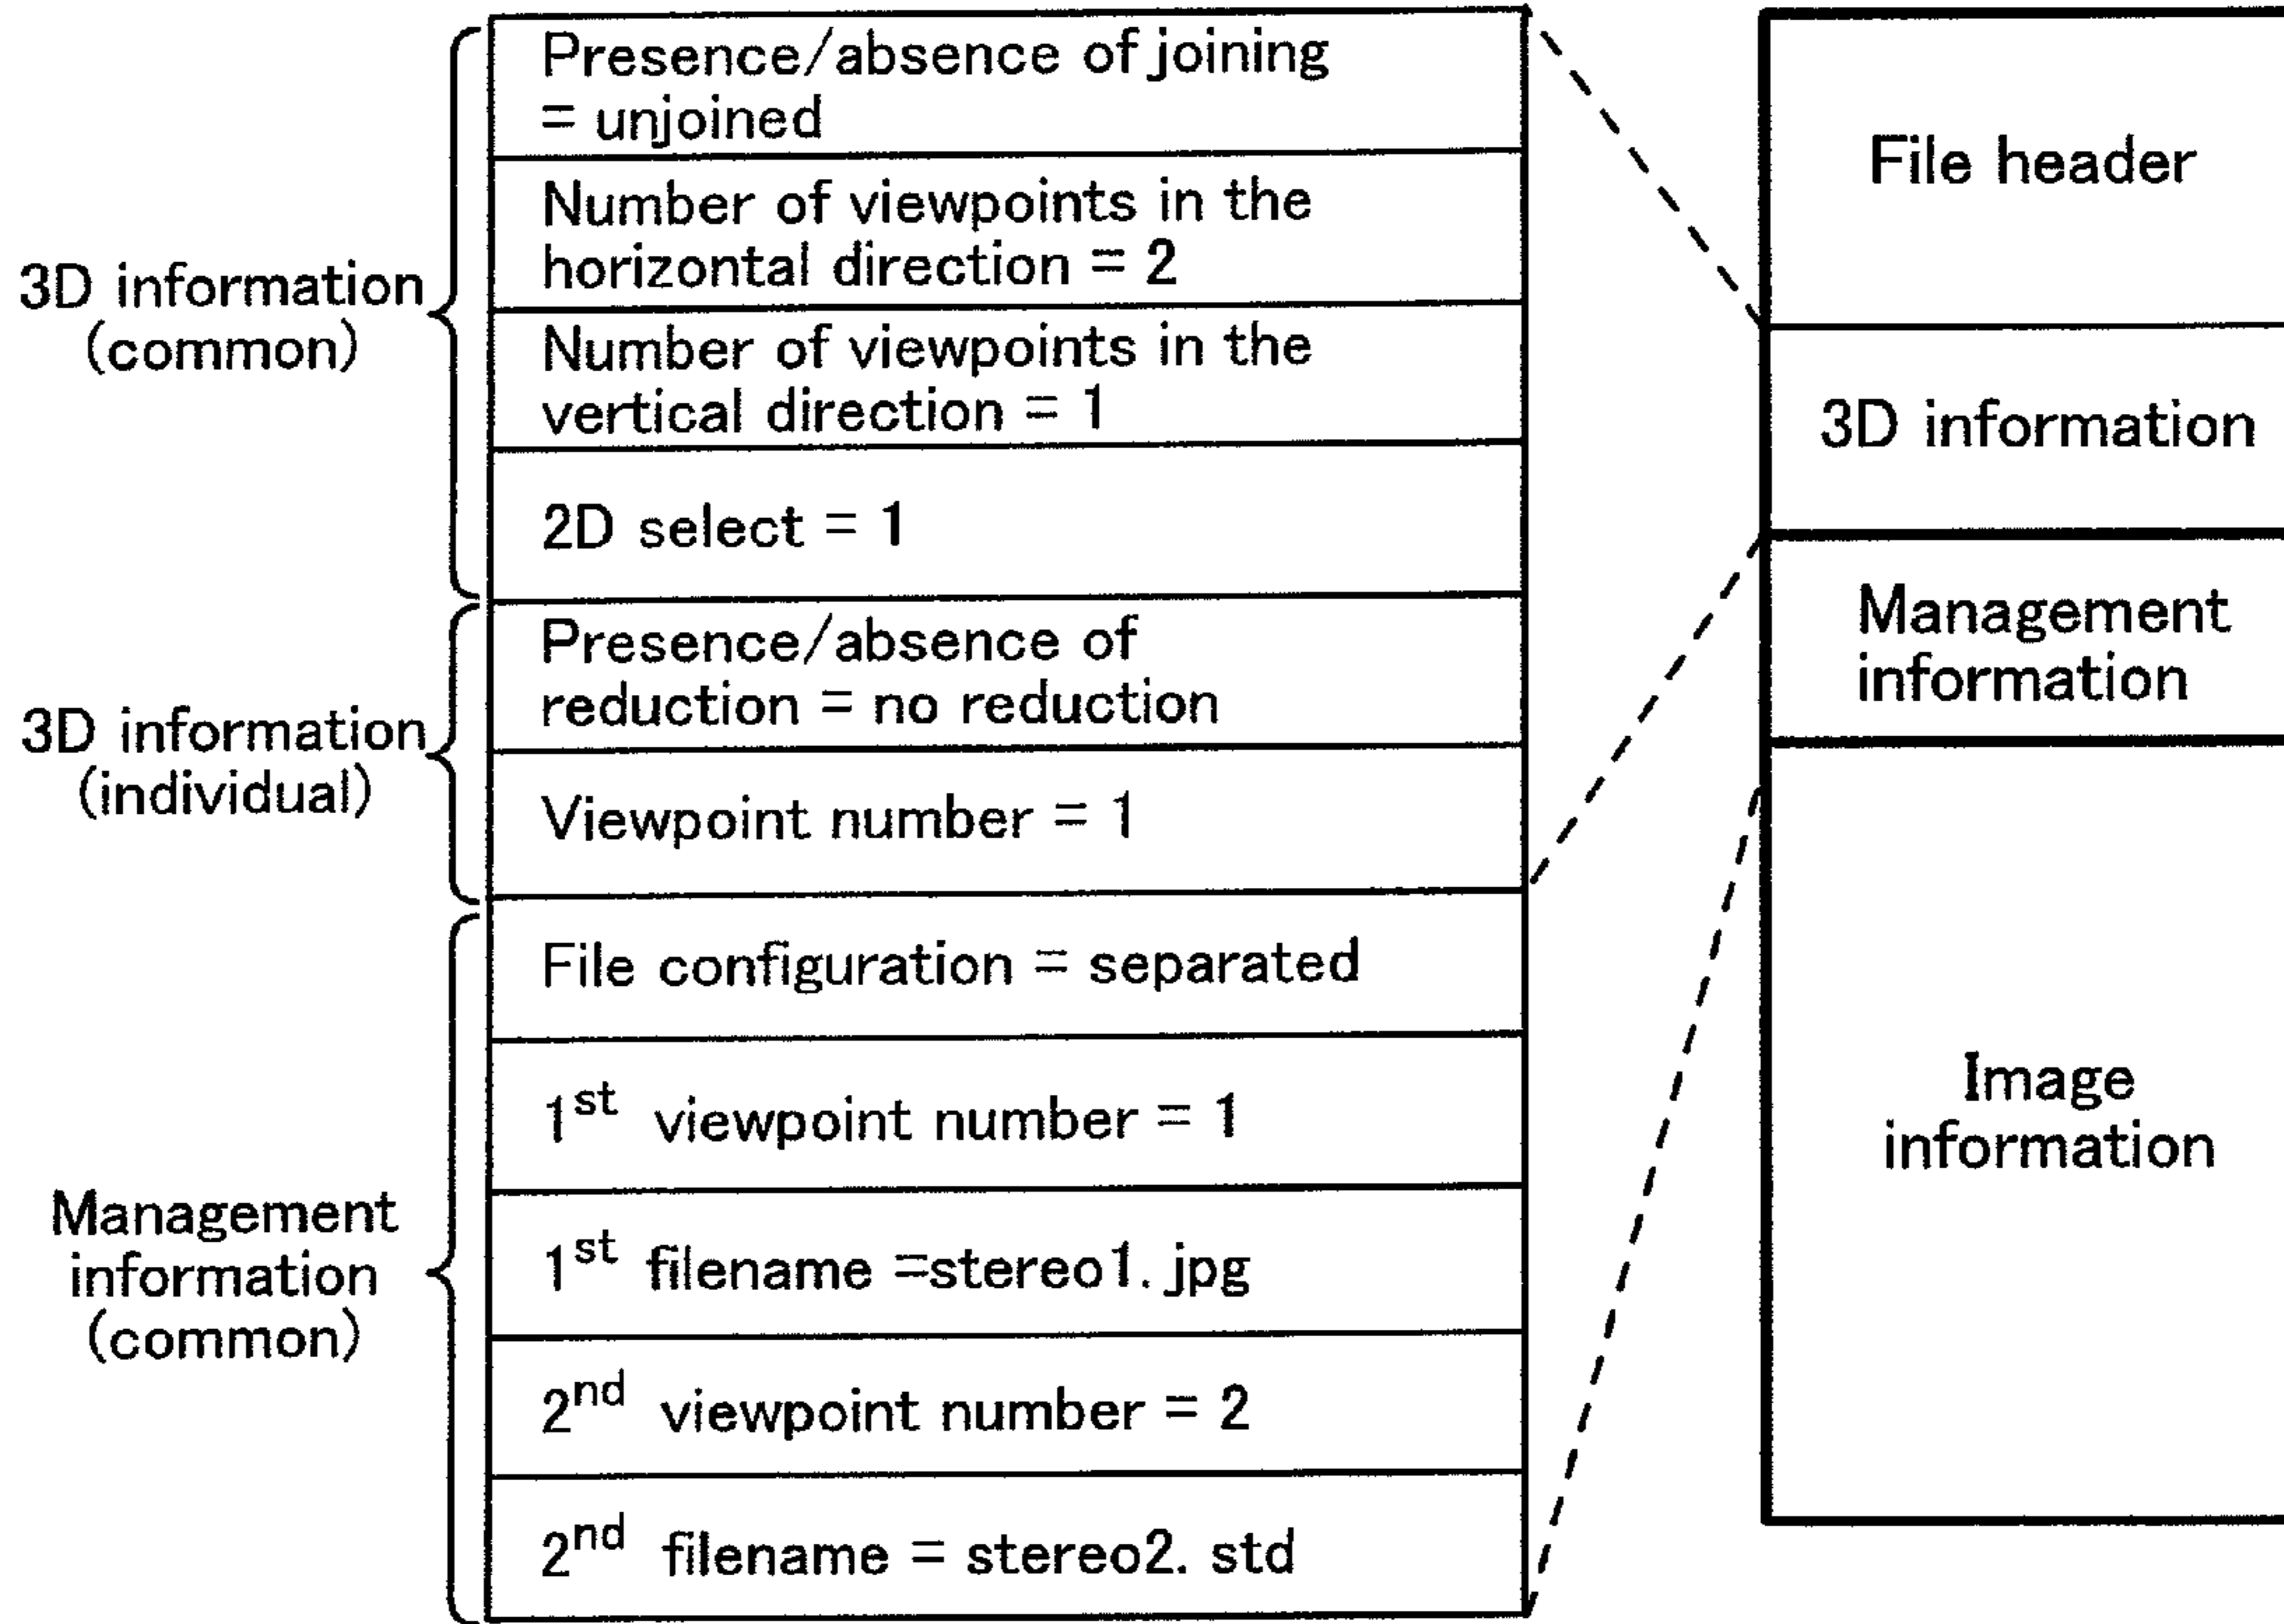 3D information
(common)
Presence/absence of joining
= unjoined
Number of viewpoints in the
horizontal direction = 2
Number of viewpoints in the
vertical direction = 1
2D select = 1
3D information
(individual)
Presence/absence of
reduction = no reduction
Viewpoint number = 1
Management
information
(common)
File configuration = separated
1st viewpoint number = 1
1st filename =stereo1. jpg
2nd viewpoint number = 2
2nd filename = stereo2. std
File header
3D information
Management
information
Image
information